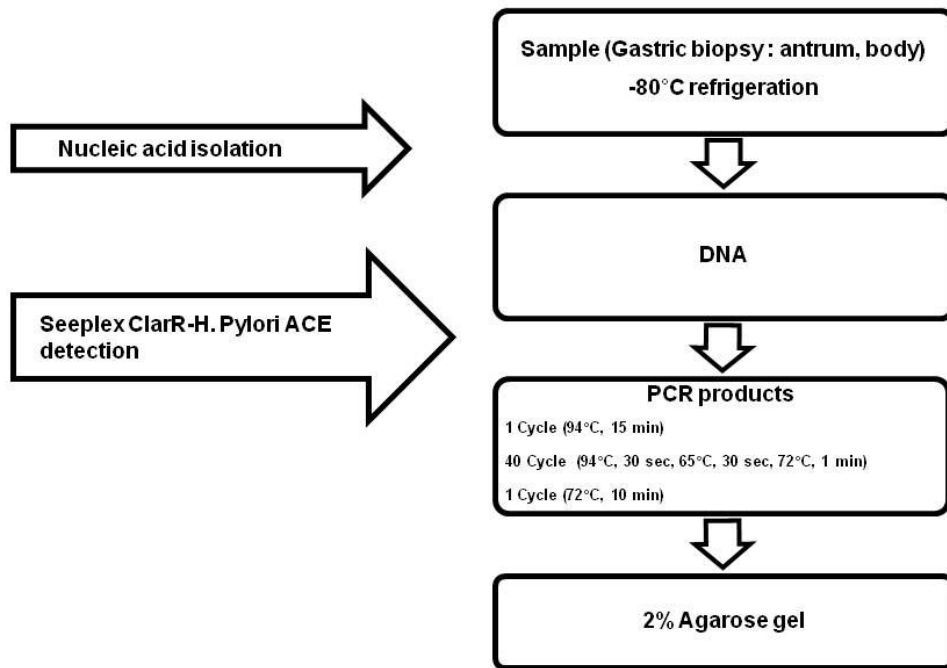 Sample (Gastric biopsy : antrum, body)
-80°C refrigeration
Nucleic acid isolation
DNA
Seeplex ClarR-H. Pylori ACE
detection
PCR products
1 Cycle (94°C, 15 min)
40 Cycle (94°C, 30 sec, 65°C, 30 sec, 72°C, 1 min)
1 Cycle (72°C, 10 min)
2% Agarose gel